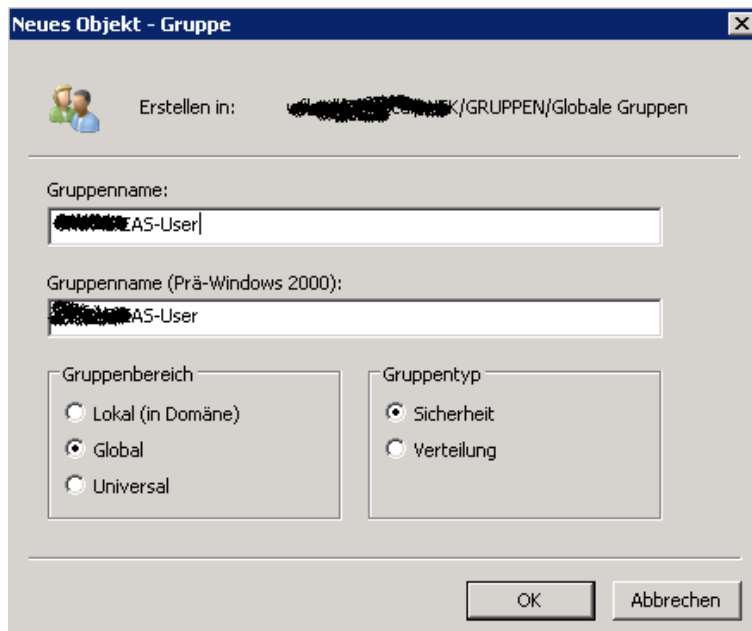 Neues Objekt - Gruppe
Erstellen in: K/GRUPPEN/Globale Gruppen
Gruppenname:
EAS-User
Gruppenname (Prä-Windows 2000):
AS-User
Gruppenbereich
Lokal (in Domäne)
Global
Universal
Gruppentyp
Sicherheit
Verteilung
OK
Abbrechen